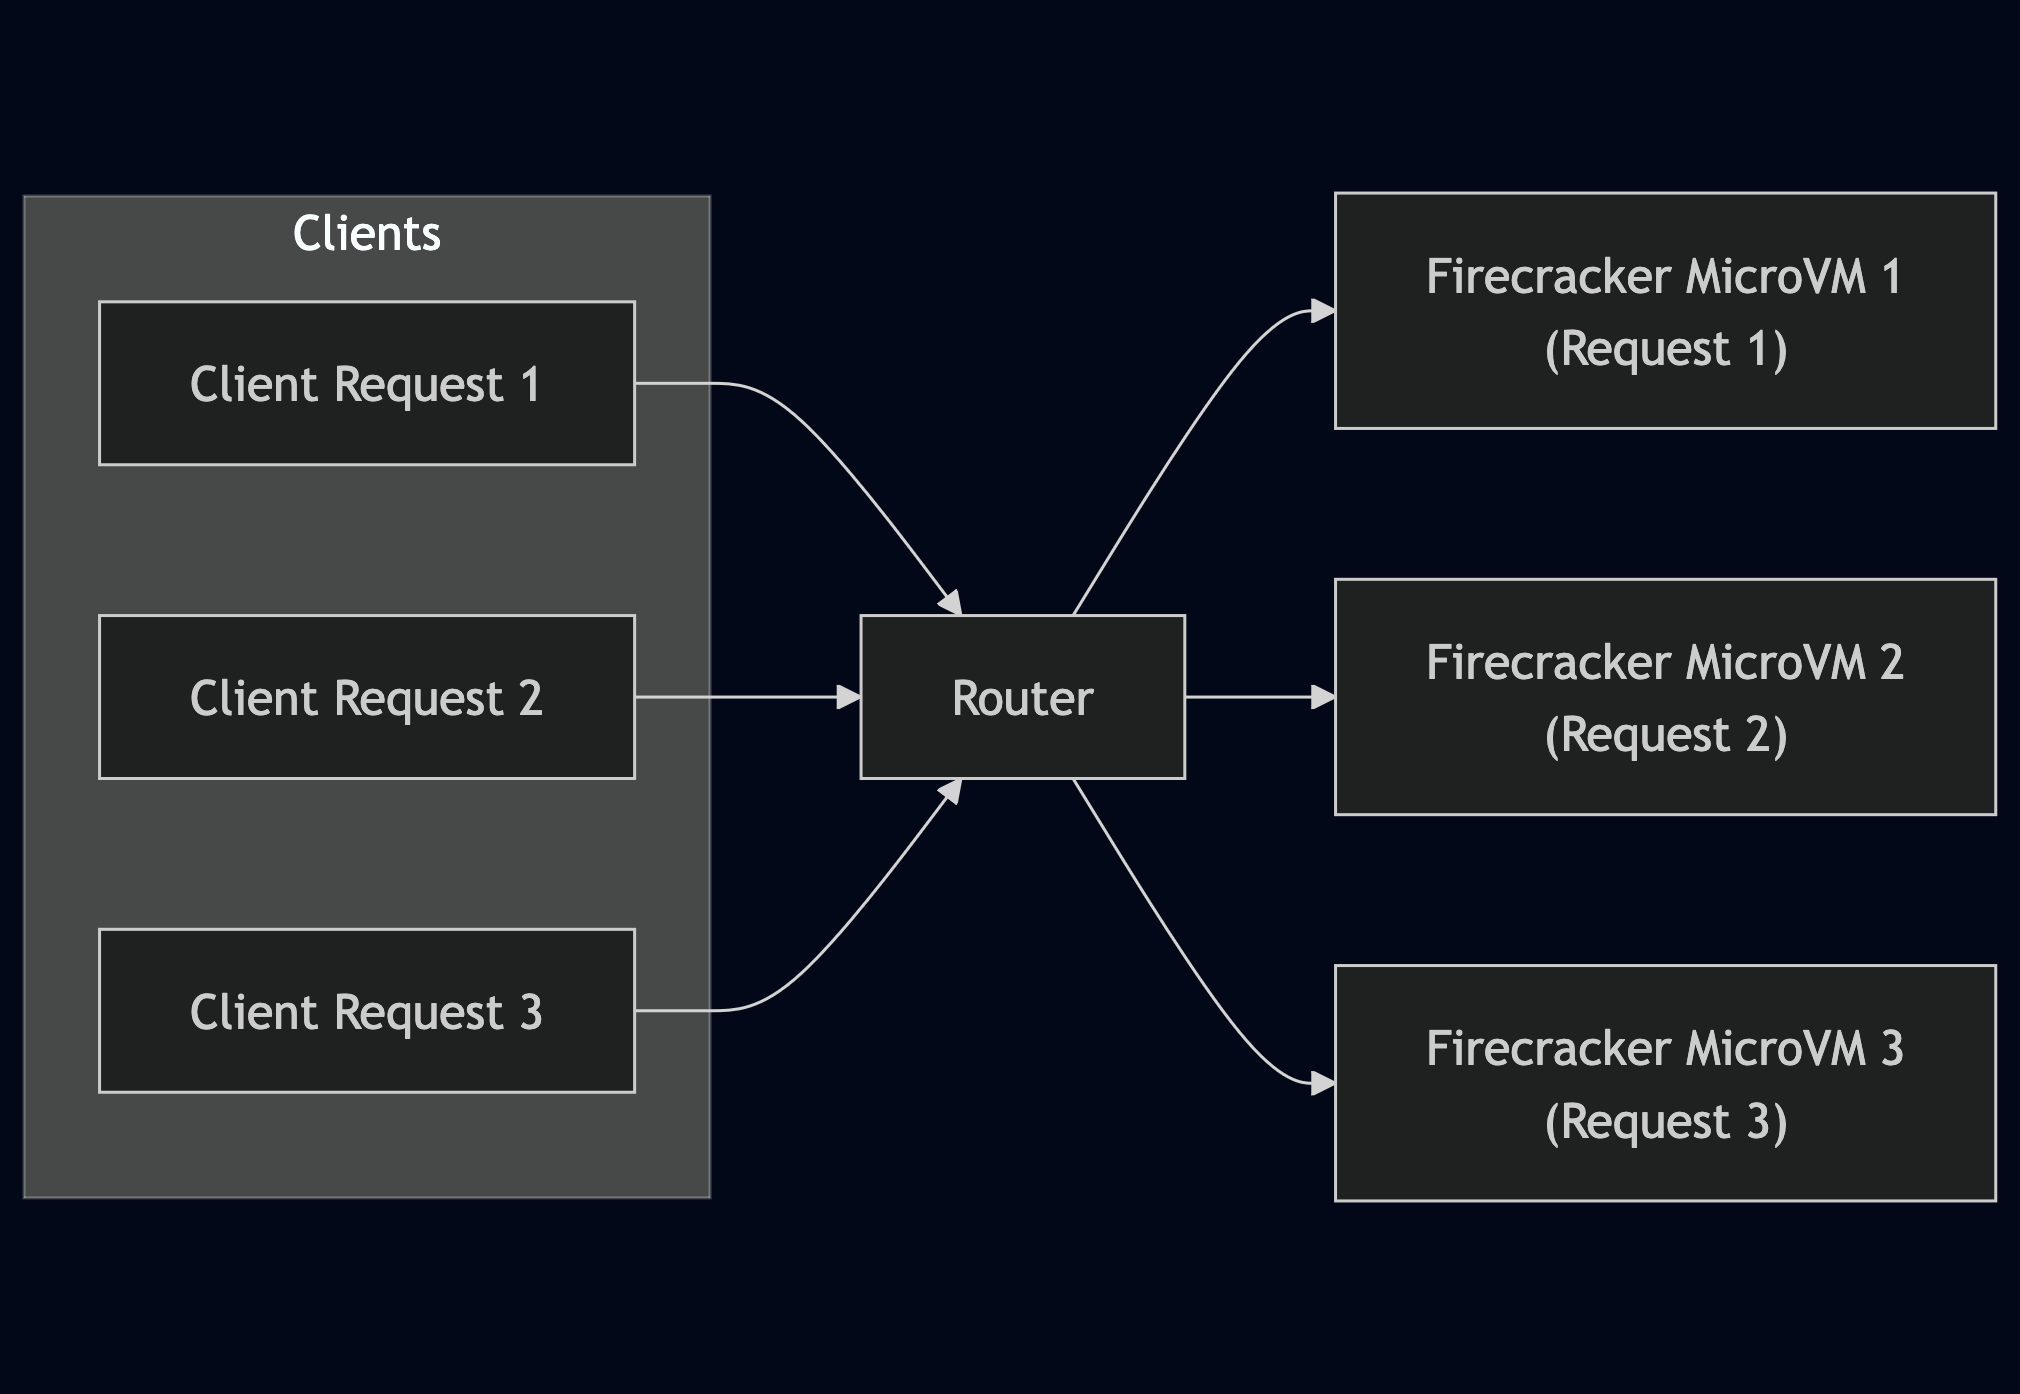 Clients
Client Request 1
Client Request 2
Client Request 3
Router
Firecracker MicroVM 1
(Request 1)
Firecracker MicroVM 2
(Request 2)
Firecracker MicroVM 3
(Request 3)